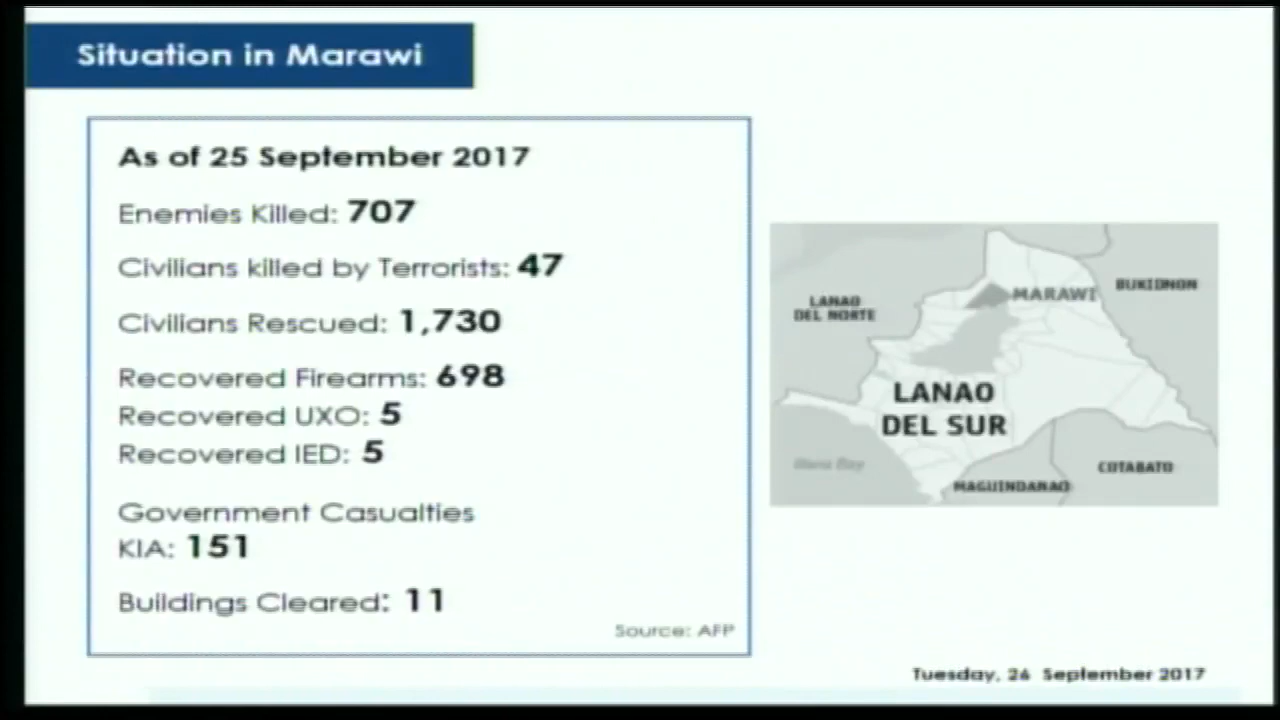 Situation in Marawi
As of 25 September 2017
Enemies Killed: 707
Civilians killed by Terrorists: 47
Civilians Rescued: 1,730
Recovered Firearms: 698
Recovered UXO: 5
Recovered IED: 5
Government Casualties
KIA: 151
Buildings Cleared: 11
Source: AFP
BUKIDNON
MARAWI
LANAO
DEL NORTE
LANAO
DEL SUR
Illana Bay
COTABATO
MAGUINDANAO
Tuesday, 26 September 2017